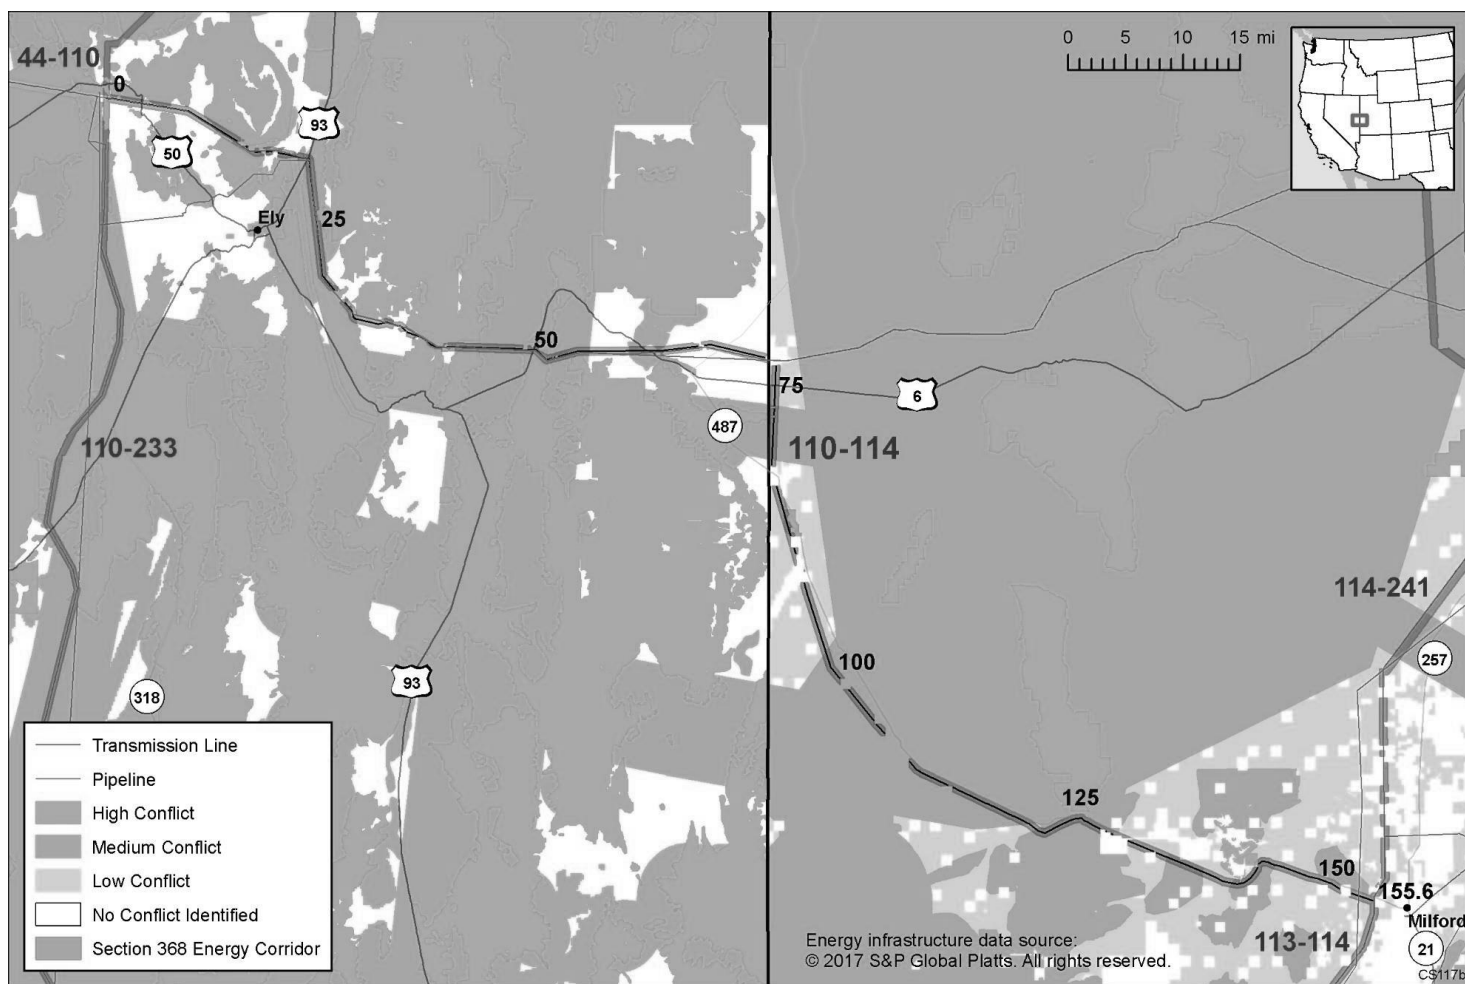 44-110
0
0 5 10 15 mi
93
50
25
Ely
50
75
6
487
110-233
110-114
114-241
100
93
257
318
Transmission Line
Pipeline
High Conflict
Medium Conflict
Low Conflict
No Conflict Identified
Section 368 Energy Corridor
125
150
155.6
Milford
113-114
21
Energy infrastructure data source:
© 2017 S&P Global Platts. All rights reserved.
CS117b